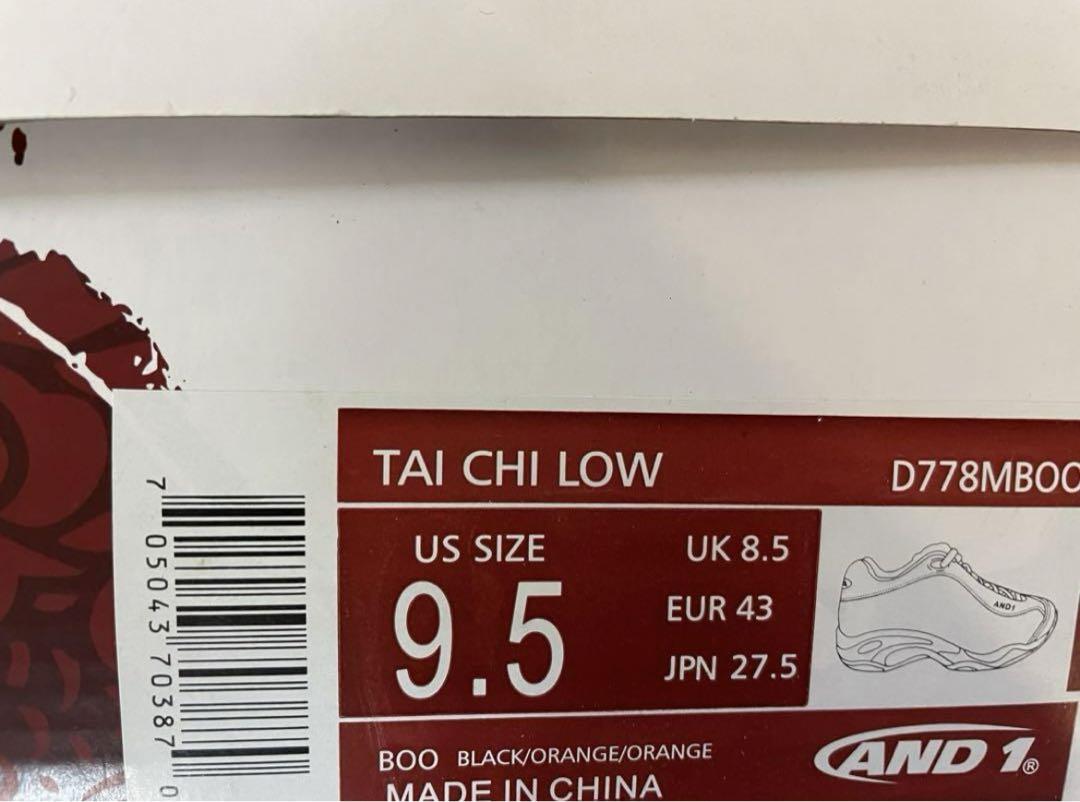 TAI CHI LOW
D778MBOO
US SIZE
9.5
UK 8.5
EUR 43
JPN 27.5
AND1
BOO BLACK/ORANGE/ORANGE
MADE IN CHINA
AND 1®
7 05043 70387 0